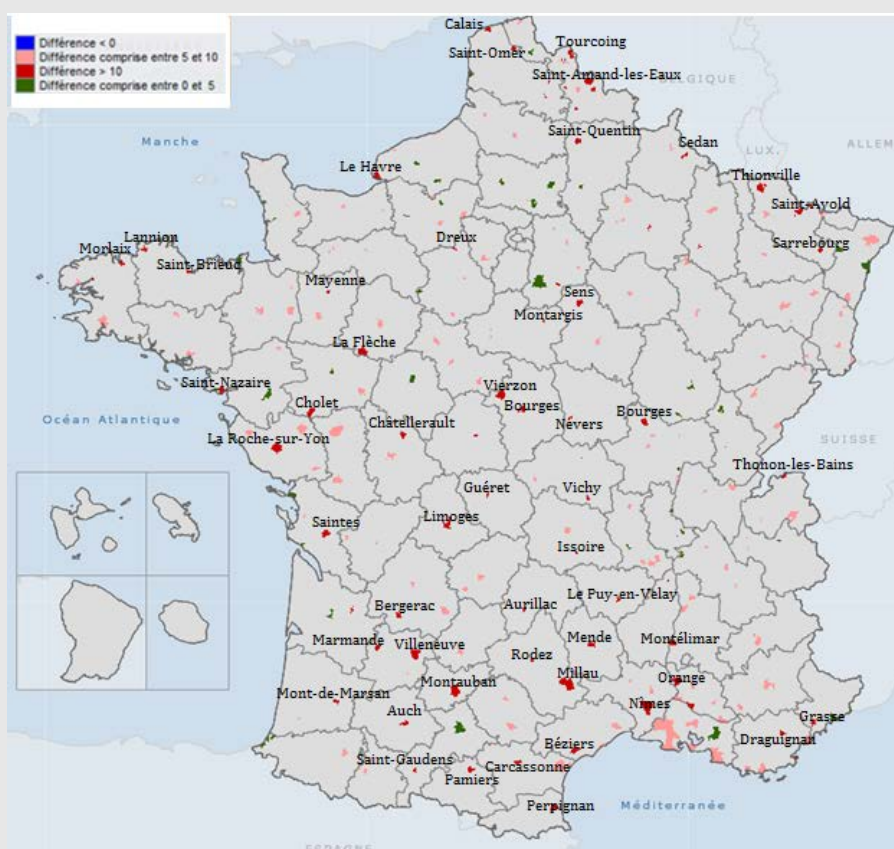 Différence < 0
Différence comprise entre 5 et 10
Différence > 10
Différence comprise entre 0 et 5
Calais
Saint-Omer
Tourcoing
Saint-Amand-les-Eaux
BELGIQUE
Manche
Saint-Quentin
Sedan
LUX.
ALLEM
Le Havre
Thionville
Saint-Avold
Lannion
Morlaix
Saint-Brieuc
Dreux
Sarrebourg
Mayenne
Sens
Montargis
La Flèche
Saint-Nazaire
Vierzon
Cholet
Bourges
Océan Atlantique
Châtellerault
Nevers
Bourges
La Roche-sur-Yon
SUISSE
Thonon-les-Bains
Guéret
Vichy
Saintes
Limoges
Issoire
Bergerac
Aurillac
Le Puy-en-Velay
Marmande
Villeneuve
Mende
Montélimar
Rodez
Millau
Mont-de-Marsan
Montauban
Orange
Auch
Nîmes
Grasse
Draguignan
Béziers
Saint-Gaudens
Carcassonne
Pamiers
Perpignan
Méditerranée
ESPAGNE